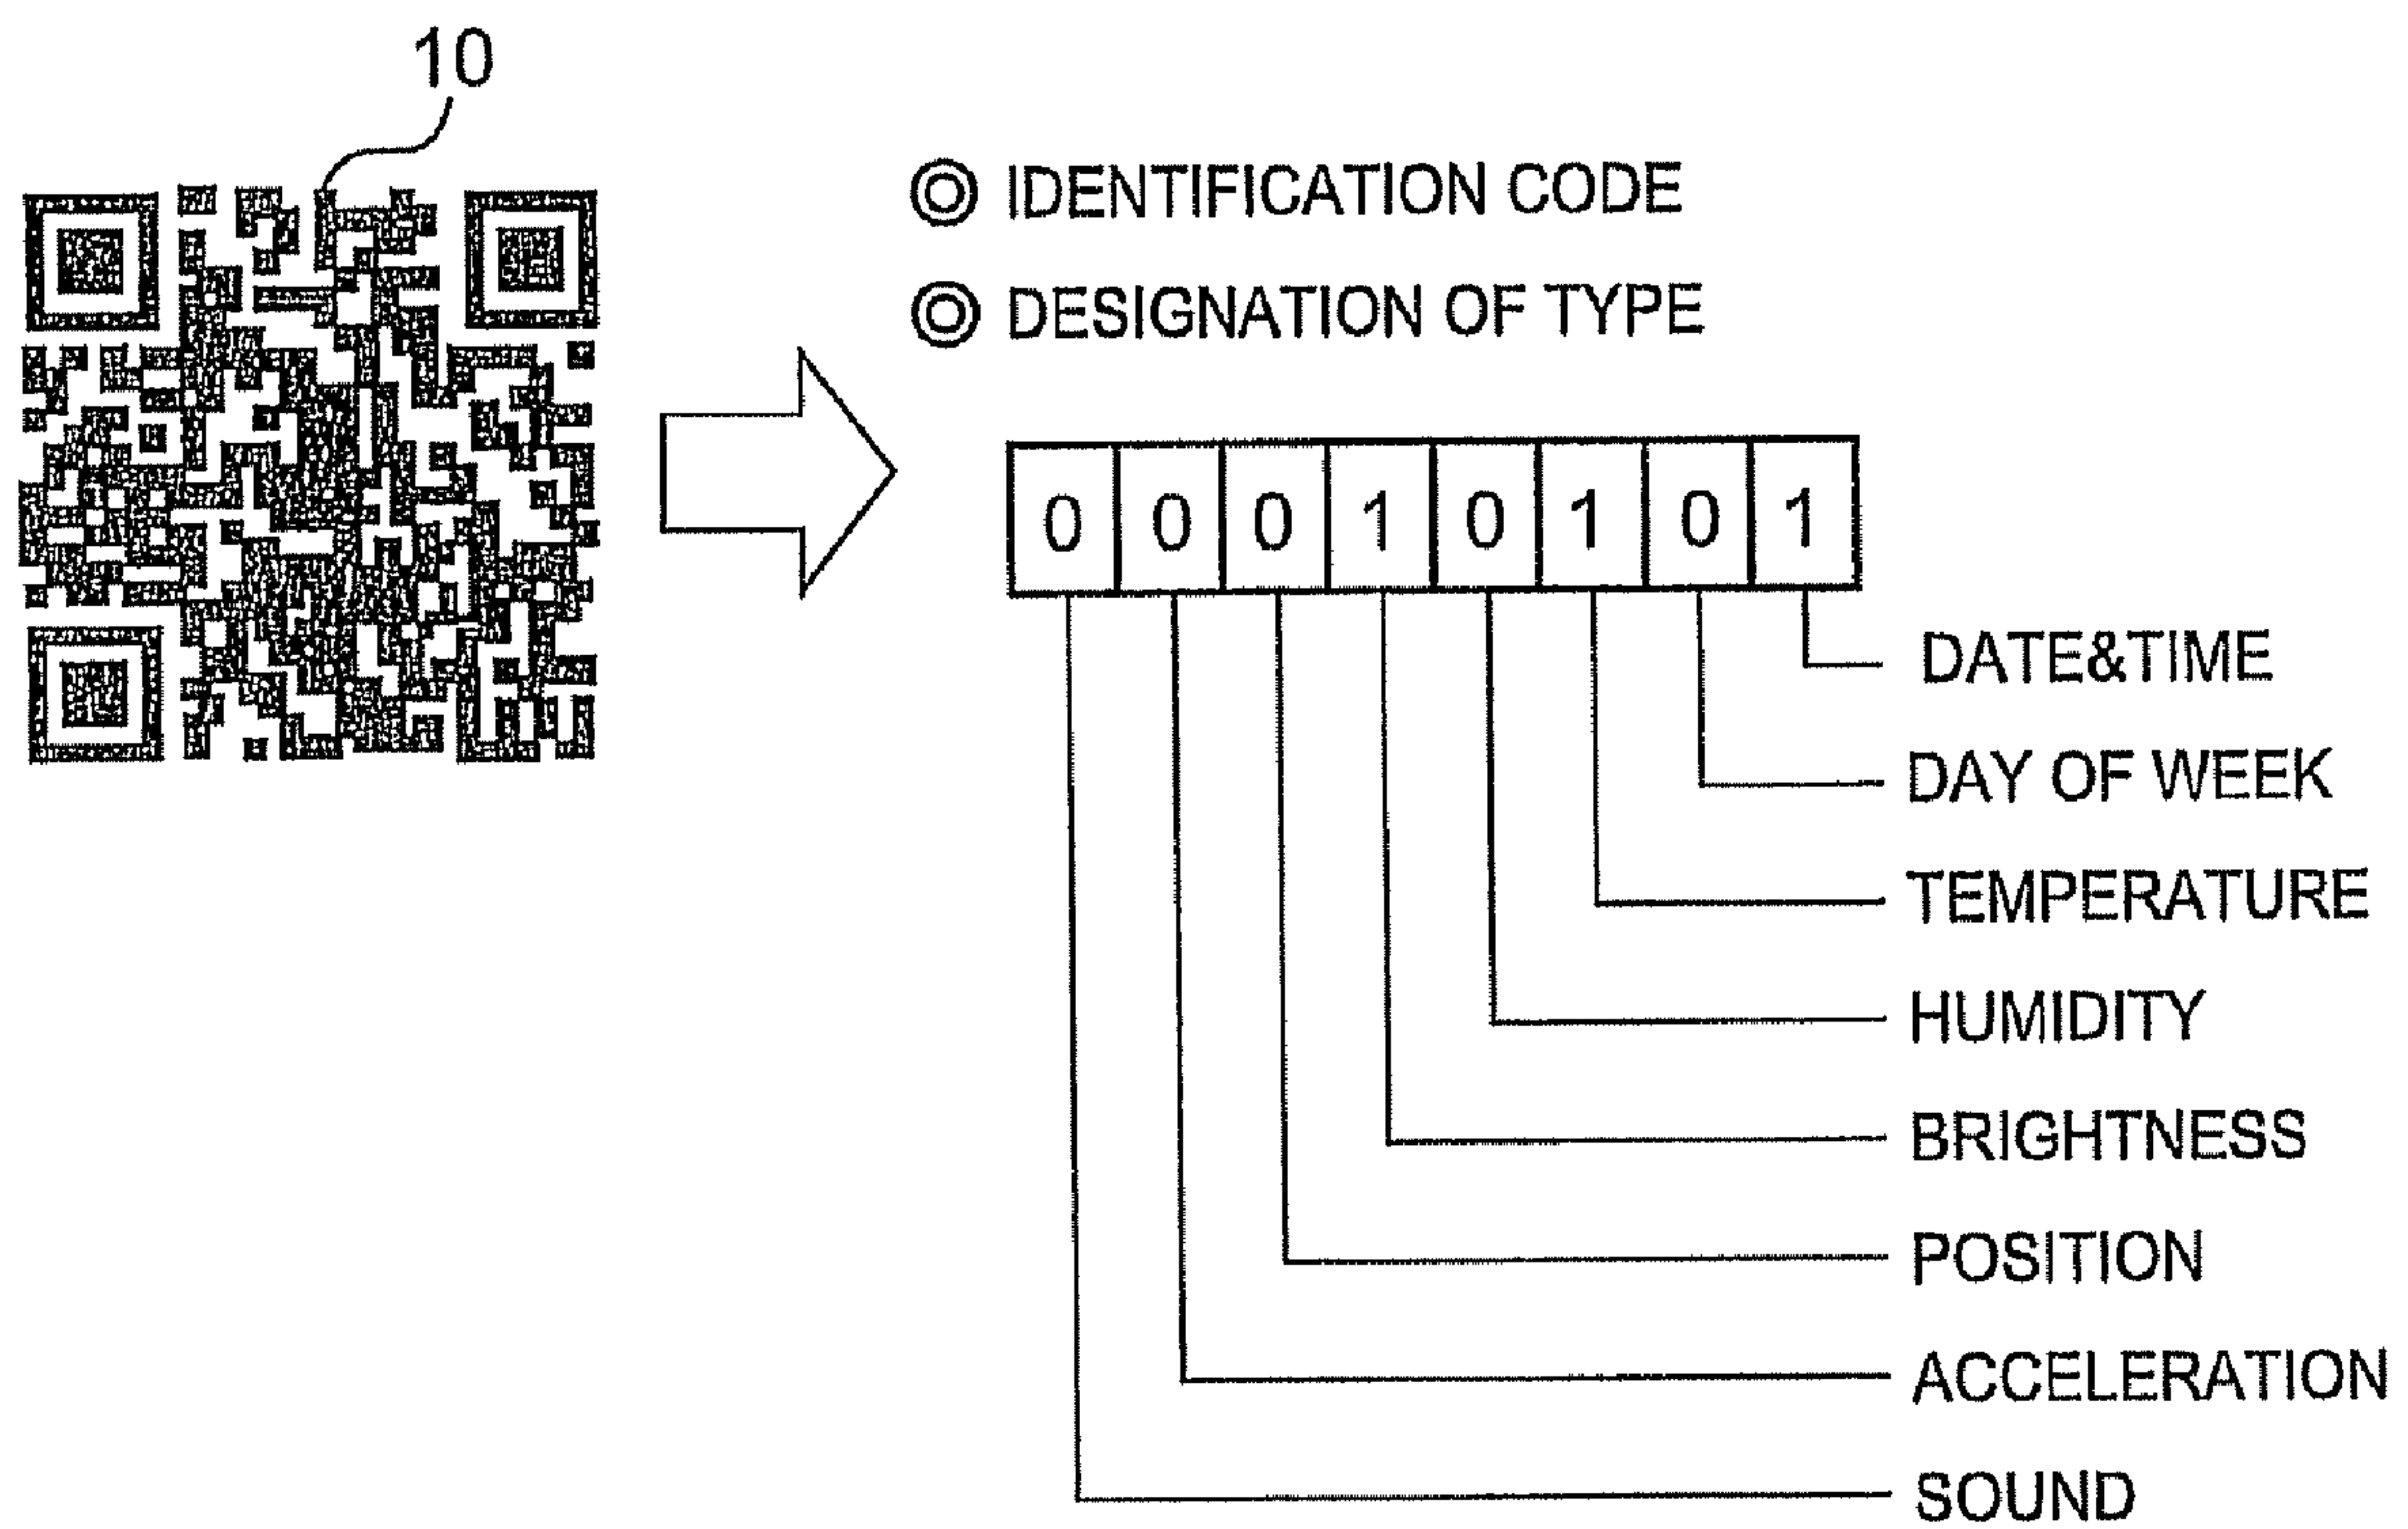 10
◎ IDENTIFICATION CODE
◎ DESIGNATION OF TYPE
0 0 0 1 0 1 0 1
DATE&TIME
DAY OF WEEK
TEMPERATURE
HUMIDITY
BRIGHTNESS
POSITION
ACCELERATION
SOUND